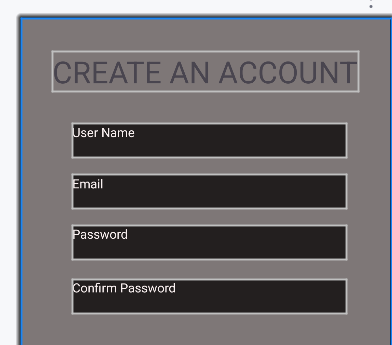 CREATE AN ACCOUNT
User Name
Email
Password
Confirm Password